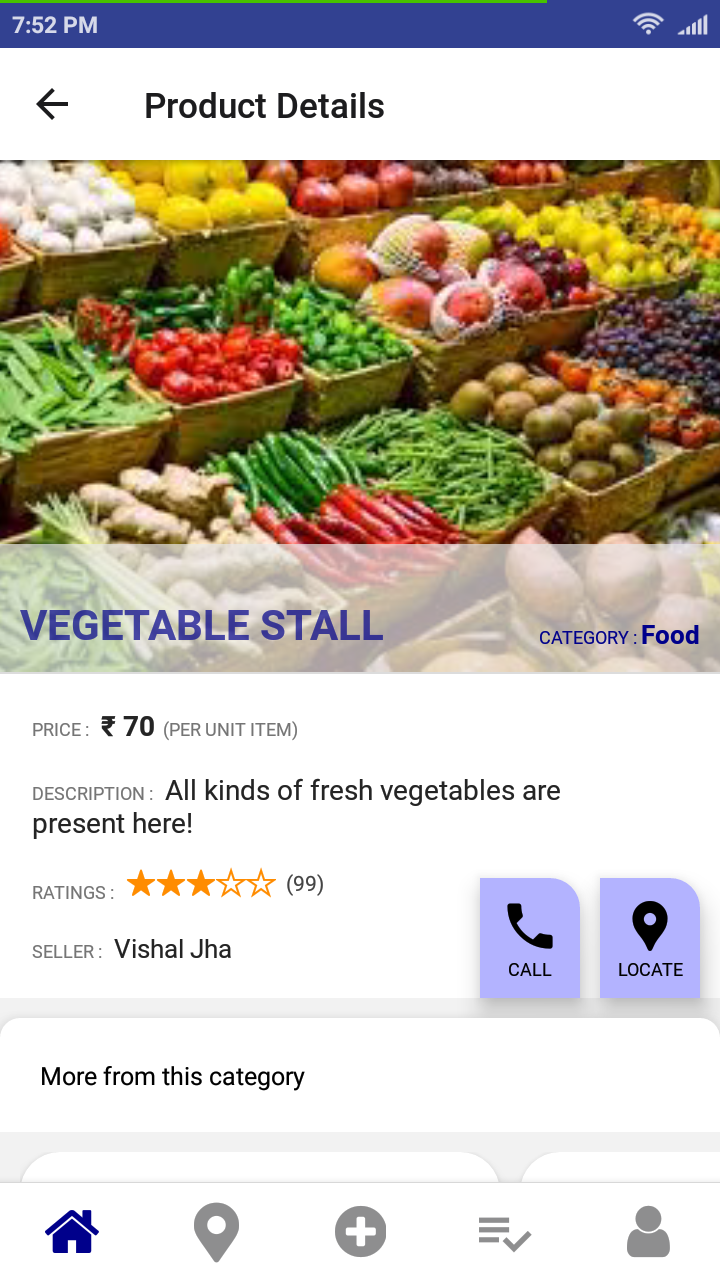 7:52 PM
Product Details
VEGETABLE STALL
CATEGORY : Food
PRICE : ₹ 70 (PER UNIT ITEM)
DESCRIPTION : All kinds of fresh vegetables are
present here!
RATINGS : (99)
SELLER : Vishal Jha
CALL
LOCATE
More from this category